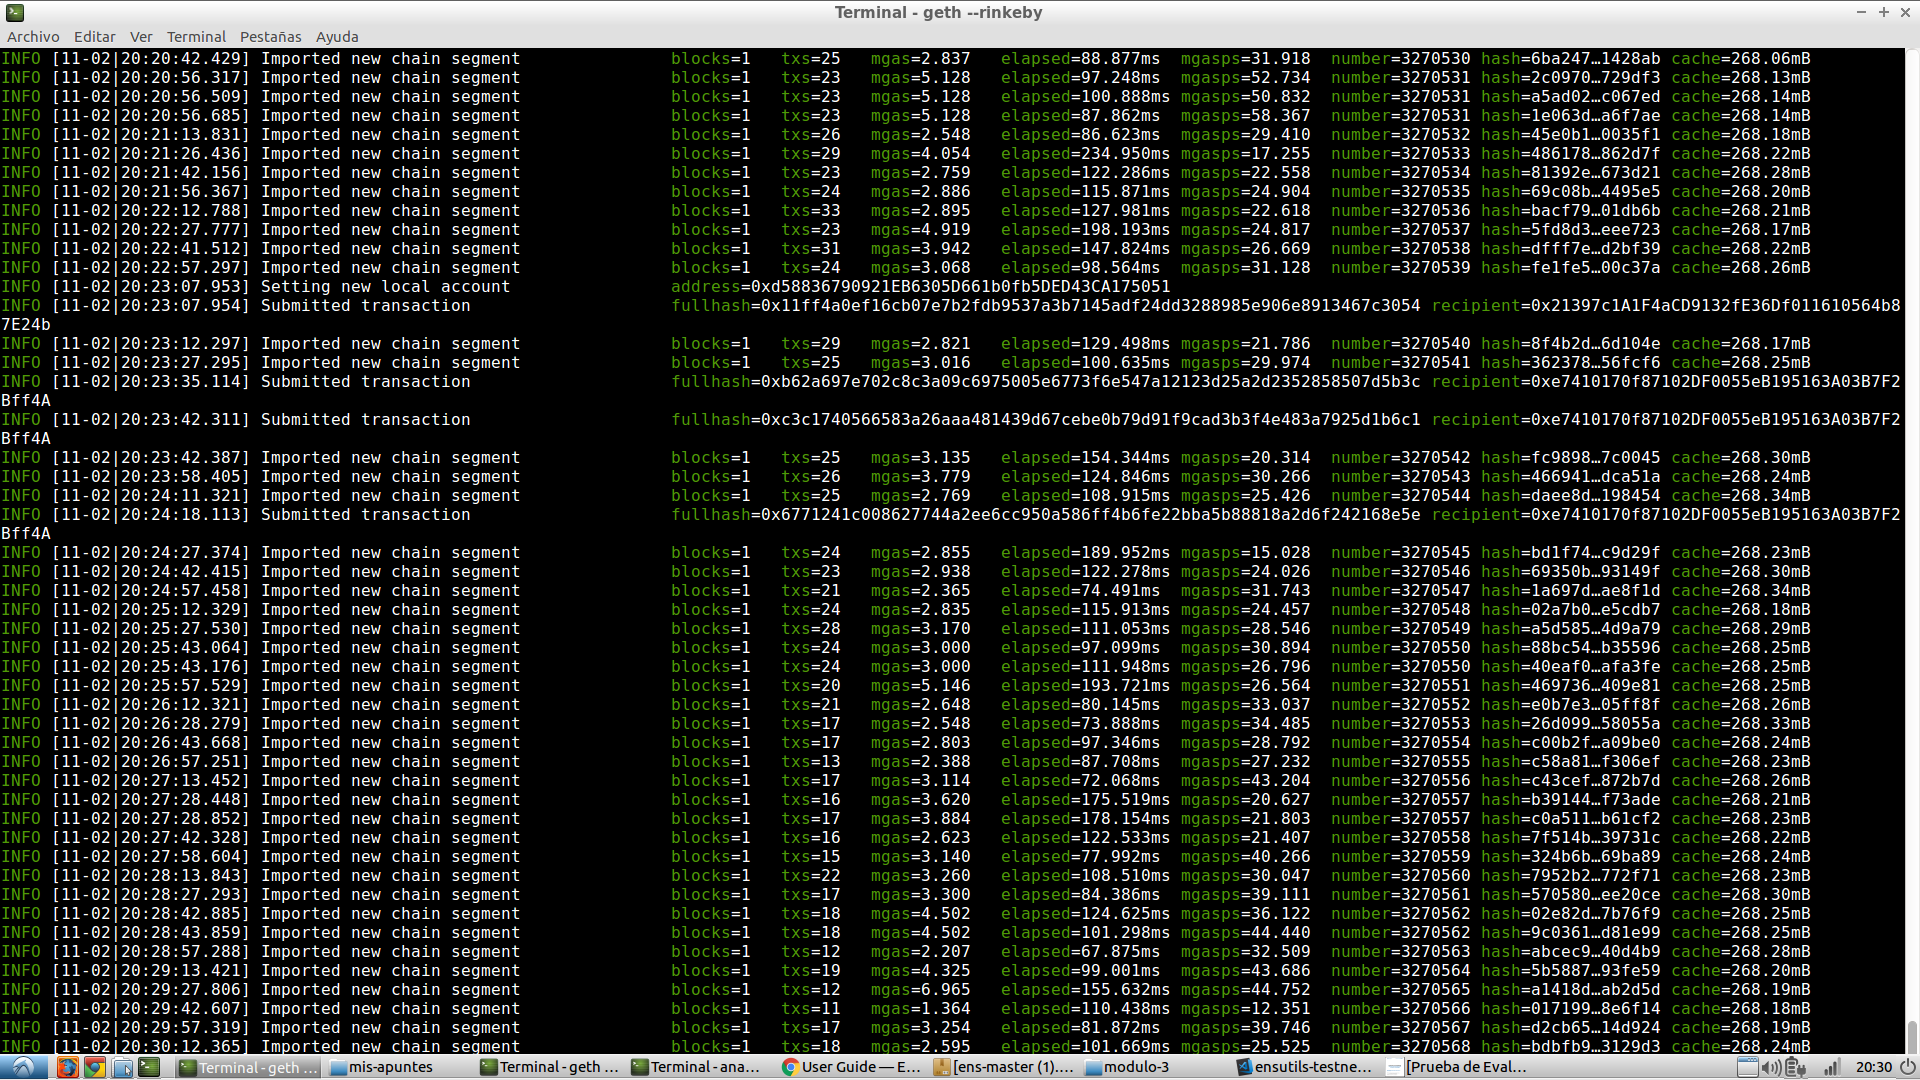 Terminal - geth --rinkeby
Archivo Editar Ver Terminal Pestañas Ayuda
INFO [11-02|20:20:42.429] Imported new chain segment blocks=1 txs=25 mgas=2.837 elapsed=88.877ms mgasps=31.918 number=3270530 hash=6ba247…1428ab cache=268.06mB
INFO [11-02|20:20:56.317] Imported new chain segment blocks=1 txs=23 mgas=5.128 elapsed=97.248ms mgasps=52.734 number=3270531 hash=2c0970…729df3 cache=268.13mB
INFO [11-02|20:20:56.509] Imported new chain segment blocks=1 txs=23 mgas=5.128 elapsed=100.888ms mgasps=50.832 number=3270531 hash=a5ad02…c067ed cache=268.14mB
INFO [11-02|20:20:56.685] Imported new chain segment blocks=1 txs=23 mgas=5.128 elapsed=87.862ms mgasps=58.367 number=3270531 hash=1e063d…a6f7ae cache=268.14mB
INFO [11-02|20:21:13.831] Imported new chain segment blocks=1 txs=26 mgas=2.548 elapsed=86.623ms mgasps=29.410 number=3270532 hash=45e0b1…0035f1 cache=268.18mB
INFO [11-02|20:21:26.436] Imported new chain segment blocks=1 txs=29 mgas=4.054 elapsed=234.950ms mgasps=17.255 number=3270533 hash=486178…862d7f cache=268.22mB
INFO [11-02|20:21:42.156] Imported new chain segment blocks=1 txs=23 mgas=2.759 elapsed=122.286ms mgasps=22.558 number=3270534 hash=81392e…673d21 cache=268.28mB
INFO [11-02|20:21:56.367] Imported new chain segment blocks=1 txs=24 mgas=2.886 elapsed=115.871ms mgasps=24.904 number=3270535 hash=69c08b…4495e5 cache=268.20mB
INFO [11-02|20:22:12.788] Imported new chain segment blocks=1 txs=33 mgas=2.895 elapsed=127.981ms mgasps=22.618 number=3270536 hash=bacf79…01db6b cache=268.21mB
INFO [11-02|20:22:27.777] Imported new chain segment blocks=1 txs=23 mgas=4.919 elapsed=198.193ms mgasps=24.817 number=3270537 hash=5fd8d3…eee723 cache=268.17mB
INFO [11-02|20:22:41.512] Imported new chain segment blocks=1 txs=31 mgas=3.942 elapsed=147.824ms mgasps=26.669 number=3270538 hash=dfff7e…d2bf39 cache=268.22mB
INFO [11-02|20:22:57.297] Imported new chain segment blocks=1 txs=24 mgas=3.068 elapsed=98.564ms mgasps=31.128 number=3270539 hash=fe1fe5…00c37a cache=268.26mB
INFO [11-02|20:23:07.953] Setting new local account address=0xd58836790921EB6305D661b0fb5DED43CA175051
INFO [11-02|20:23:07.954] Submitted transaction fullhash=0x11ff4a0ef16cb07e7b2fdb9537a3b7145adf24dd3288985e906e8913467c3054 recipient=0x21397c1A1F4aCD9132fE36Df011610564b8
7E24b
INFO [11-02|20:23:12.297] Imported new chain segment blocks=1 txs=29 mgas=2.821 elapsed=129.498ms mgasps=21.786 number=3270540 hash=8f4b2d…6d104e cache=268.17mB
INFO [11-02|20:23:27.295] Imported new chain segment blocks=1 txs=25 mgas=3.016 elapsed=100.635ms mgasps=29.974 number=3270541 hash=362378…56fcf6 cache=268.25mB
INFO [11-02|20:23:35.114] Submitted transaction fullhash=0xb62a697e702c8c3a09c6975005e6773f6e547a12123d25a2d2352858507d5b3c recipient=0xe7410170f87102DF0055eB195163A03B7F2
Bff4A
INFO [11-02|20:23:42.311] Submitted transaction fullhash=0xc3c1740566583a26aaa481439d67cebe0b79d91f9cad3b3f4e483a7925d1b6c1 recipient=0xe7410170f87102DF0055eB195163A03B7F2
Bff4A
INFO [11-02|20:23:42.387] Imported new chain segment blocks=1 txs=25 mgas=3.135 elapsed=154.344ms mgasps=20.314 number=3270542 hash=fc9898…7c0045 cache=268.30mB
INFO [11-02|20:23:58.405] Imported new chain segment blocks=1 txs=26 mgas=3.779 elapsed=124.846ms mgasps=30.266 number=3270543 hash=466941…dca51a cache=268.24mB
INFO [11-02|20:24:11.321] Imported new chain segment blocks=1 txs=25 mgas=2.769 elapsed=108.915ms mgasps=25.426 number=3270544 hash=daee8d…198454 cache=268.34mB
INFO [11-02|20:24:18.113] Submitted transaction fullhash=0x6771241c008627744a2ee6cc950a586ff4b6fe22bba5b88818a2d6f242168e5e recipient=0xe7410170f87102DF0055eB195163A03B7F2
Bff4A
INFO [11-02|20:24:27.374] Imported new chain segment blocks=1 txs=24 mgas=2.855 elapsed=189.952ms mgasps=15.028 number=3270545 hash=bd1f74…c9d29f cache=268.23mB
INFO [11-02|20:24:42.415] Imported new chain segment blocks=1 txs=23 mgas=2.938 elapsed=122.278ms mgasps=24.026 number=3270546 hash=69350b…93149f cache=268.30mB
INFO [11-02|20:24:57.458] Imported new chain segment blocks=1 txs=21 mgas=2.365 elapsed=74.491ms mgasps=31.743 number=3270547 hash=1a697d…ae8f1d cache=268.34mB
INFO [11-02|20:25:12.329] Imported new chain segment blocks=1 txs=24 mgas=2.835 elapsed=115.913ms mgasps=24.457 number=3270548 hash=02a7b0…e5cdb7 cache=268.18mB
INFO [11-02|20:25:27.530] Imported new chain segment blocks=1 txs=28 mgas=3.170 elapsed=111.053ms mgasps=28.546 number=3270549 hash=a5d585…4d9a79 cache=268.29mB
INFO [11-02|20:25:43.064] Imported new chain segment blocks=1 txs=24 mgas=3.000 elapsed=97.099ms mgasps=30.894 number=3270550 hash=88bc54…b35596 cache=268.25mB
INFO [11-02|20:25:43.176] Imported new chain segment blocks=1 txs=24 mgas=3.000 elapsed=111.948ms mgasps=26.796 number=3270550 hash=40eaf0…afa3fe cache=268.25mB
INFO [11-02|20:25:57.529] Imported new chain segment blocks=1 txs=20 mgas=5.146 elapsed=193.721ms mgasps=26.564 number=3270551 hash=469736…409e81 cache=268.25mB
INFO [11-02|20:26:12.321] Imported new chain segment blocks=1 txs=21 mgas=2.648 elapsed=80.145ms mgasps=33.037 number=3270552 hash=e0b7e3…05ff8f cache=268.26mB
INFO [11-02|20:26:28.279] Imported new chain segment blocks=1 txs=17 mgas=2.548 elapsed=73.888ms mgasps=34.485 number=3270553 hash=26d099…58055a cache=268.33mB
INFO [11-02|20:26:43.668] Imported new chain segment blocks=1 txs=17 mgas=2.803 elapsed=97.346ms mgasps=28.792 number=3270554 hash=c00b2f…a09be0 cache=268.24mB
INFO [11-02|20:26:57.251] Imported new chain segment blocks=1 txs=13 mgas=2.388 elapsed=87.708ms mgasps=27.232 number=3270555 hash=c58a81…f306ef cache=268.23mB
INFO [11-02|20:27:13.452] Imported new chain segment blocks=1 txs=17 mgas=3.114 elapsed=72.068ms mgasps=43.204 number=3270556 hash=c43cef…872b7d cache=268.26mB
INFO [11-02|20:27:28.448] Imported new chain segment blocks=1 txs=16 mgas=3.620 elapsed=175.519ms mgasps=20.627 number=3270557 hash=b39144…f73ade cache=268.21mB
INFO [11-02|20:27:28.852] Imported new chain segment blocks=1 txs=17 mgas=3.884 elapsed=178.154ms mgasps=21.803 number=3270557 hash=c0a511…b61cf2 cache=268.23mB
INFO [11-02|20:27:42.328] Imported new chain segment blocks=1 txs=16 mgas=2.623 elapsed=122.533ms mgasps=21.407 number=3270558 hash=7f514b…39731c cache=268.22mB
INFO [11-02|20:27:58.604] Imported new chain segment blocks=1 txs=15 mgas=3.140 elapsed=77.992ms mgasps=40.266 number=3270559 hash=324b6b…69ba89 cache=268.24mB
INFO [11-02|20:28:13.843] Imported new chain segment blocks=1 txs=22 mgas=3.260 elapsed=108.510ms mgasps=30.047 number=3270560 hash=7952b2…772f71 cache=268.23mB
INFO [11-02|20:28:27.293] Imported new chain segment blocks=1 txs=17 mgas=3.300 elapsed=84.386ms mgasps=39.111 number=3270561 hash=570580…ee20ce cache=268.30mB
INFO [11-02|20:28:42.885] Imported new chain segment blocks=1 txs=18 mgas=4.502 elapsed=124.625ms mgasps=36.122 number=3270562 hash=02e82d…7b76f9 cache=268.25mB
INFO [11-02|20:28:43.859] Imported new chain segment blocks=1 txs=18 mgas=4.502 elapsed=101.298ms mgasps=44.440 number=3270562 hash=9c0361…d81e99 cache=268.25mB
INFO [11-02|20:28:57.288] Imported new chain segment blocks=1 txs=12 mgas=2.207 elapsed=67.875ms mgasps=32.509 number=3270563 hash=abcec9…40d4b9 cache=268.28mB
INFO [11-02|20:29:13.421] Imported new chain segment blocks=1 txs=19 mgas=4.325 elapsed=99.001ms mgasps=43.686 number=3270564 hash=5b5887…93fe59 cache=268.20mB
INFO [11-02|20:29:27.806] Imported new chain segment blocks=1 txs=12 mgas=6.965 elapsed=155.632ms mgasps=44.752 number=3270565 hash=a1418d…ab2d5d cache=268.19mB
INFO [11-02|20:29:42.607] Imported new chain segment blocks=1 txs=11 mgas=1.364 elapsed=110.438ms mgasps=12.351 number=3270566 hash=017199…8e6f14 cache=268.18mB
INFO [11-02|20:29:57.319] Imported new chain segment blocks=1 txs=17 mgas=3.254 elapsed=81.872ms mgasps=39.746 number=3270567 hash=d2cb65…14d924 cache=268.19mB
INFO [11-02|20:30:12.365] Imported new chain segment blocks=1 txs=18 mgas=2.595 elapsed=101.669ms mgasps=25.525 number=3270568 hash=bdbfb9…3129d3 cache=268.24mB
Terminal - geth ... mis-apuntes Terminal - geth ... Terminal - ana... User Guide — E... [ens-master (1).... modulo-3 ensutils-testne... [Prueba de Eval... 20:30